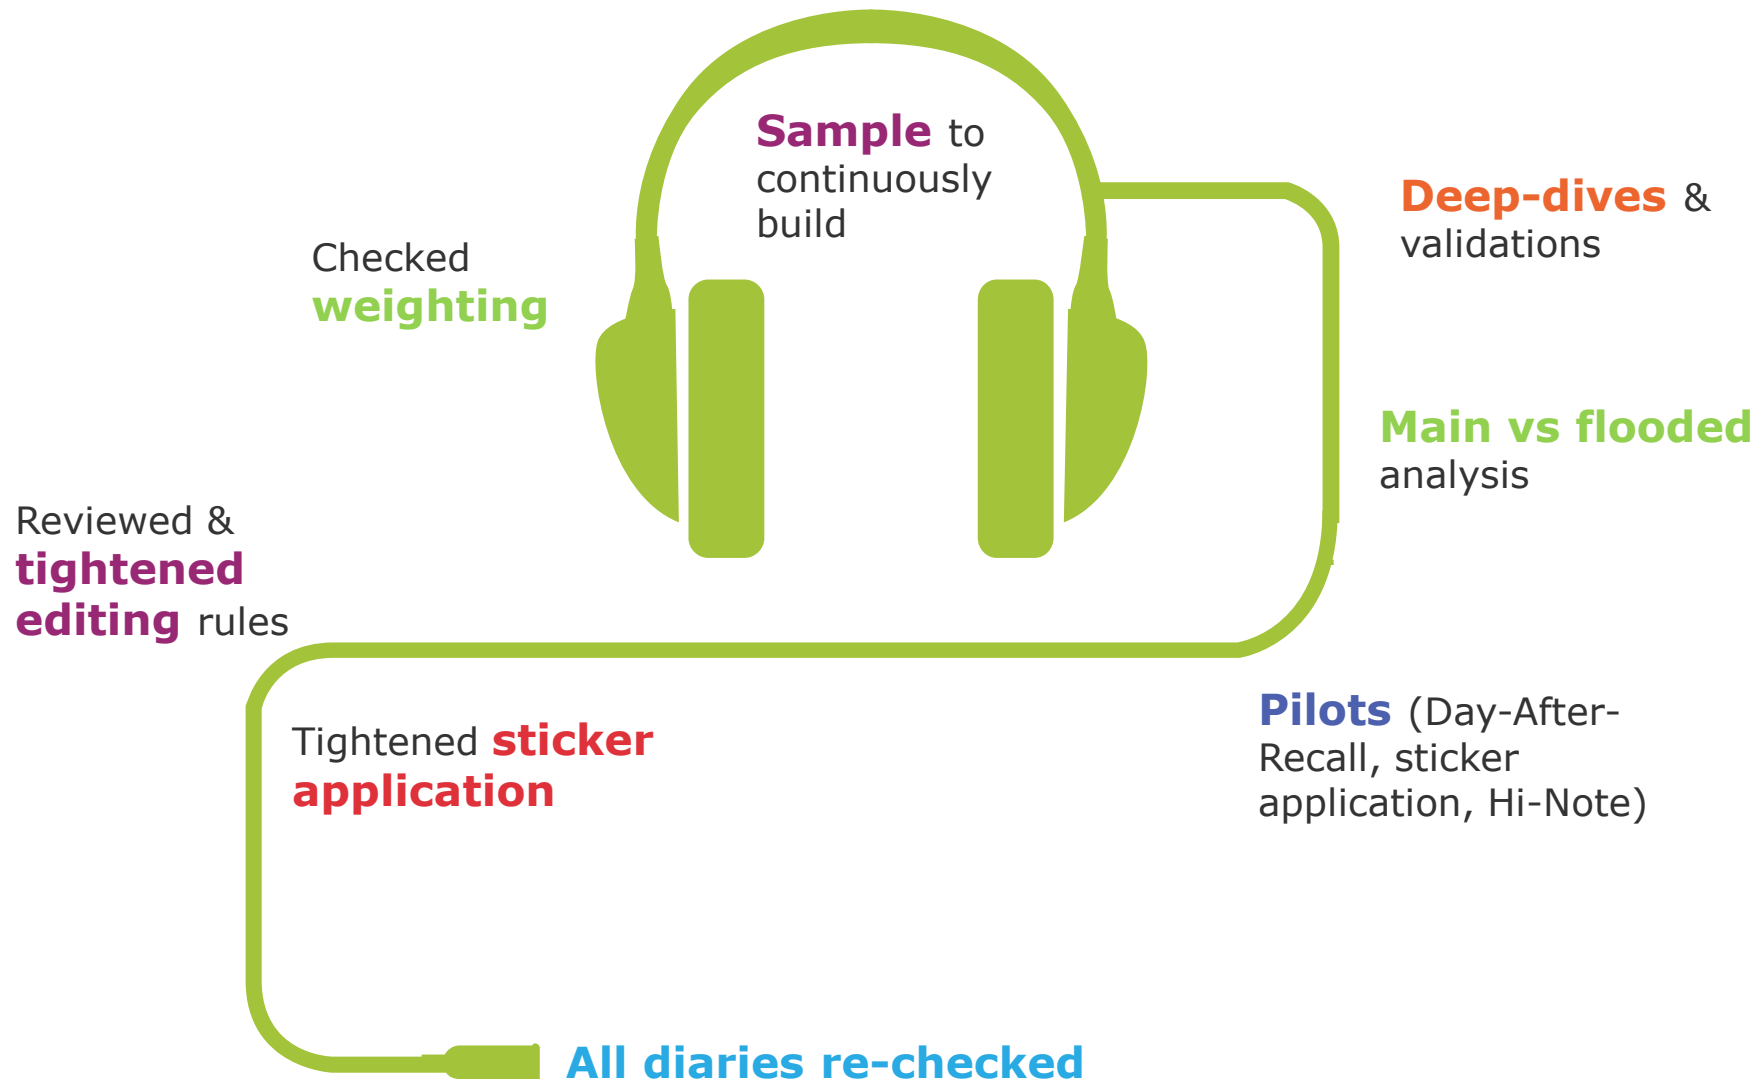 Sample to
continuously
build
Deep-dives &
validations
Checked
weighting
Main vs flooded
analysis
Reviewed &
tightened
editing rules
Pilots (Day-After-
Recall, sticker
application, Hi-Note)
Tightened sticker
application
All diaries re-checked